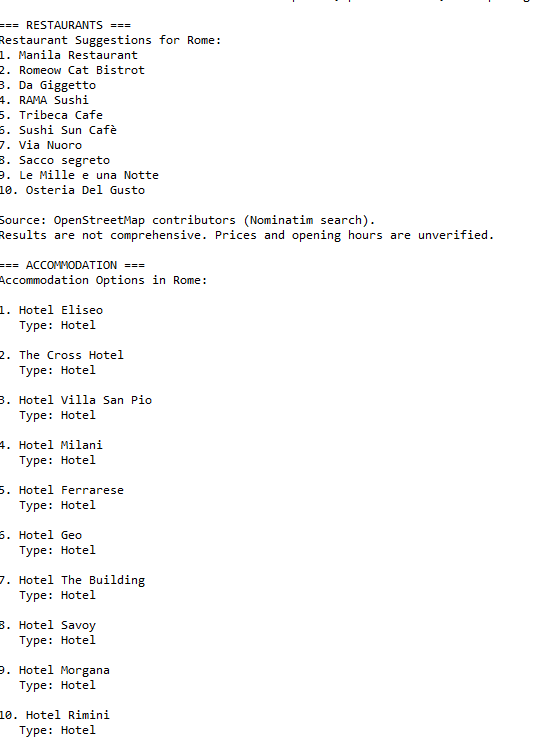 === RESTAURANTS ===
Restaurant Suggestions for Rome:
1. Manila Restaurant
2. Romeow Cat Bistrot
3. Da Giggetto
4. RAMA Sushi
5. Tribeca Cafe
6. Sushi Sun Cafè
7. Via Nuoro
8. Sacco segreto
9. Le Mille e una Notte
10. Osteria Del Gusto
Source: OpenStreetMap contributors (Nominatim search).
Results are not comprehensive. Prices and opening hours are unverified.
=== ACCOMMODATION ===
Accommodation Options in Rome:
1. Hotel Eliseo
Type: Hotel
2. The Cross Hotel
Type: Hotel
3. Hotel Villa San Pio
Type: Hotel
4. Hotel Milani
Type: Hotel
5. Hotel Ferrarese
Type: Hotel
6. Hotel Geo
Type: Hotel
7. Hotel The Building
Type: Hotel
8. Hotel Savoy
Type: Hotel
9. Hotel Morgana
Type: Hotel
10. Hotel Rimini
Type: Hotel